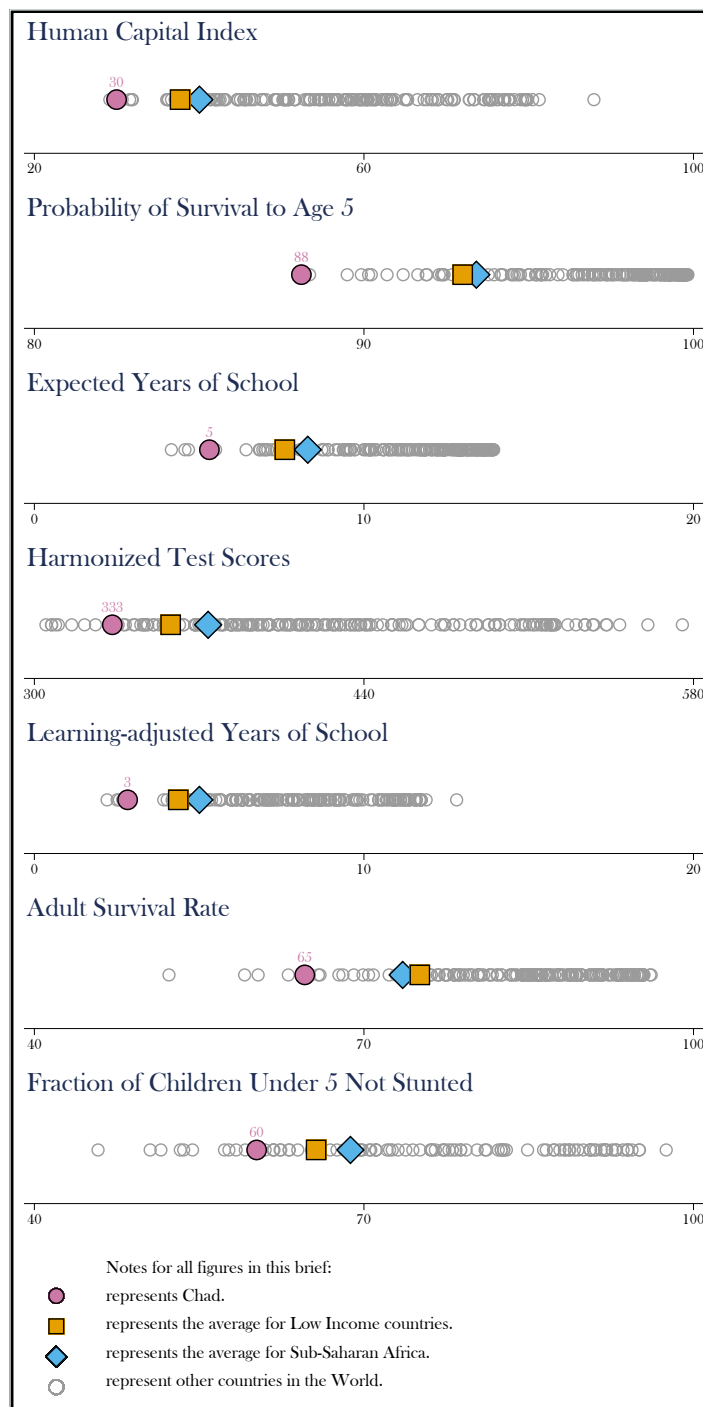 Human Capital Index
30
20 60 100
Probability of Survival to Age 5
88
80 90 100
Expected Years of School
5
0 10 20
Harmonized Test Scores
333
300 440 580
Learning-adjusted Years of School
3
0 10 20
Adult Survival Rate
65
40 70 100
Fraction of Children Under 5 Not Stunted
60
40 70 100
Notes for all figures in this brief:
represents Chad.
represents the average for Low Income countries.
represents the average for Sub-Saharan Africa.
represent other countries in the World.